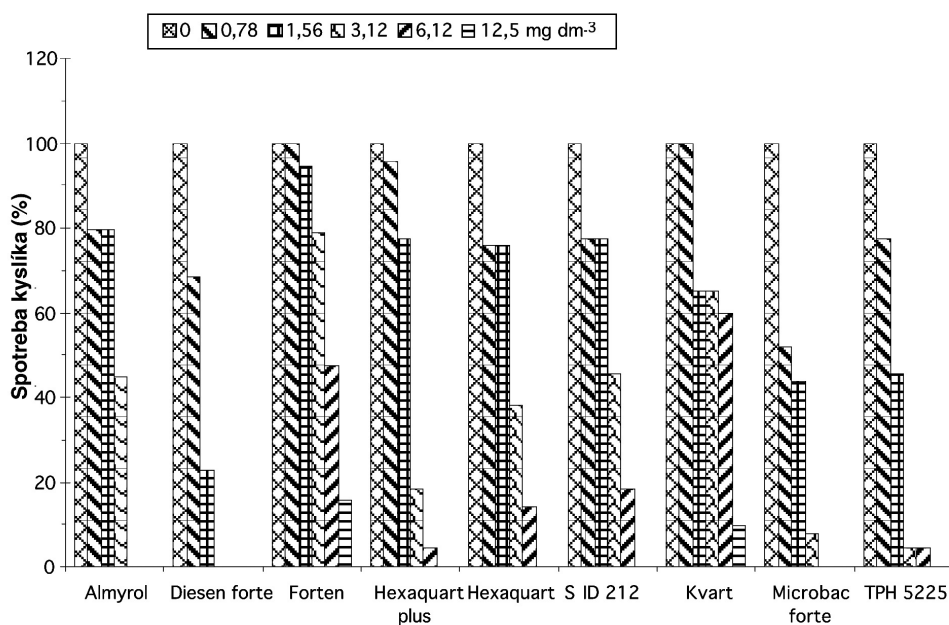 0 0,78 1,56 3,12 6,12 12,5 mg dm-3
120
100
80
60
40
20
0
Spotreba kyslíka (%)
Almyrol Diesen forte Forten Hexaquart plus Hexaquart S ID 212 Kvart Microbac forte TPH 5225